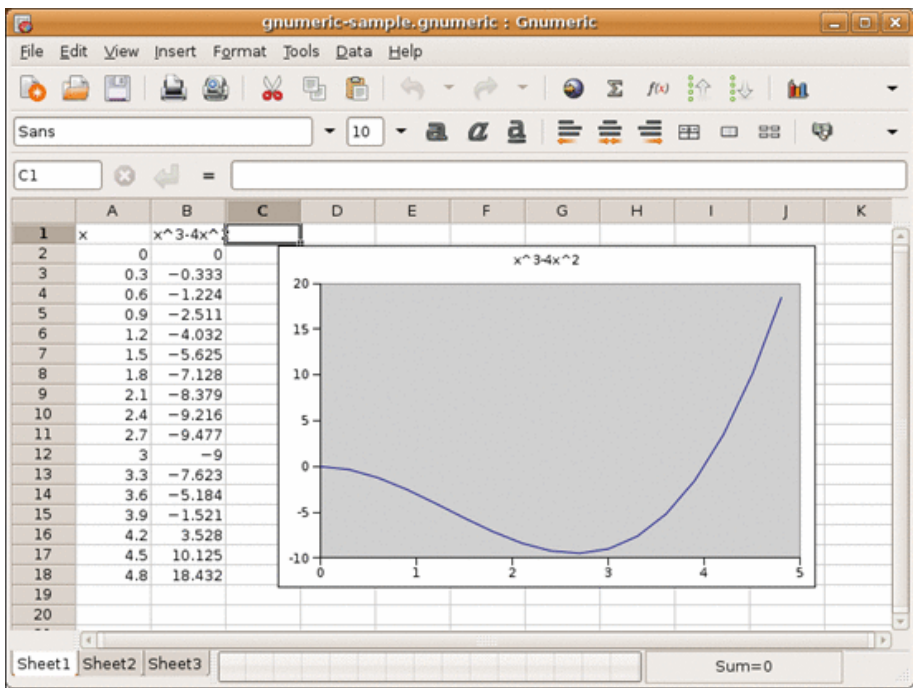 gnumeric-sample.gnumeric : Gnumeric
File Edit View Insert Format Tools Data Help
Sans 10
C1 =
A B C D E F G H I J K
1 x x^3-4x^
2 0 0
3 0.3 −0.333
4 0.6 −1.224
5 0.9 −2.511
6 1.2 −4.032
7 1.5 −5.625
8 1.8 −7.128
9 2.1 −8.379
10 2.4 −9.216
11 2.7 −9.477
12 3 −9
13 3.3 −7.623
14 3.6 −5.184
15 3.9 −1.521
16 4.2 3.528
17 4.5 10.125
18 4.8 18.432
19
20
x^3-4x^2
20
15
10
5
0
-5
-10
0 1 2 3 4 5
Sheet1 Sheet2 Sheet3 Sum=0